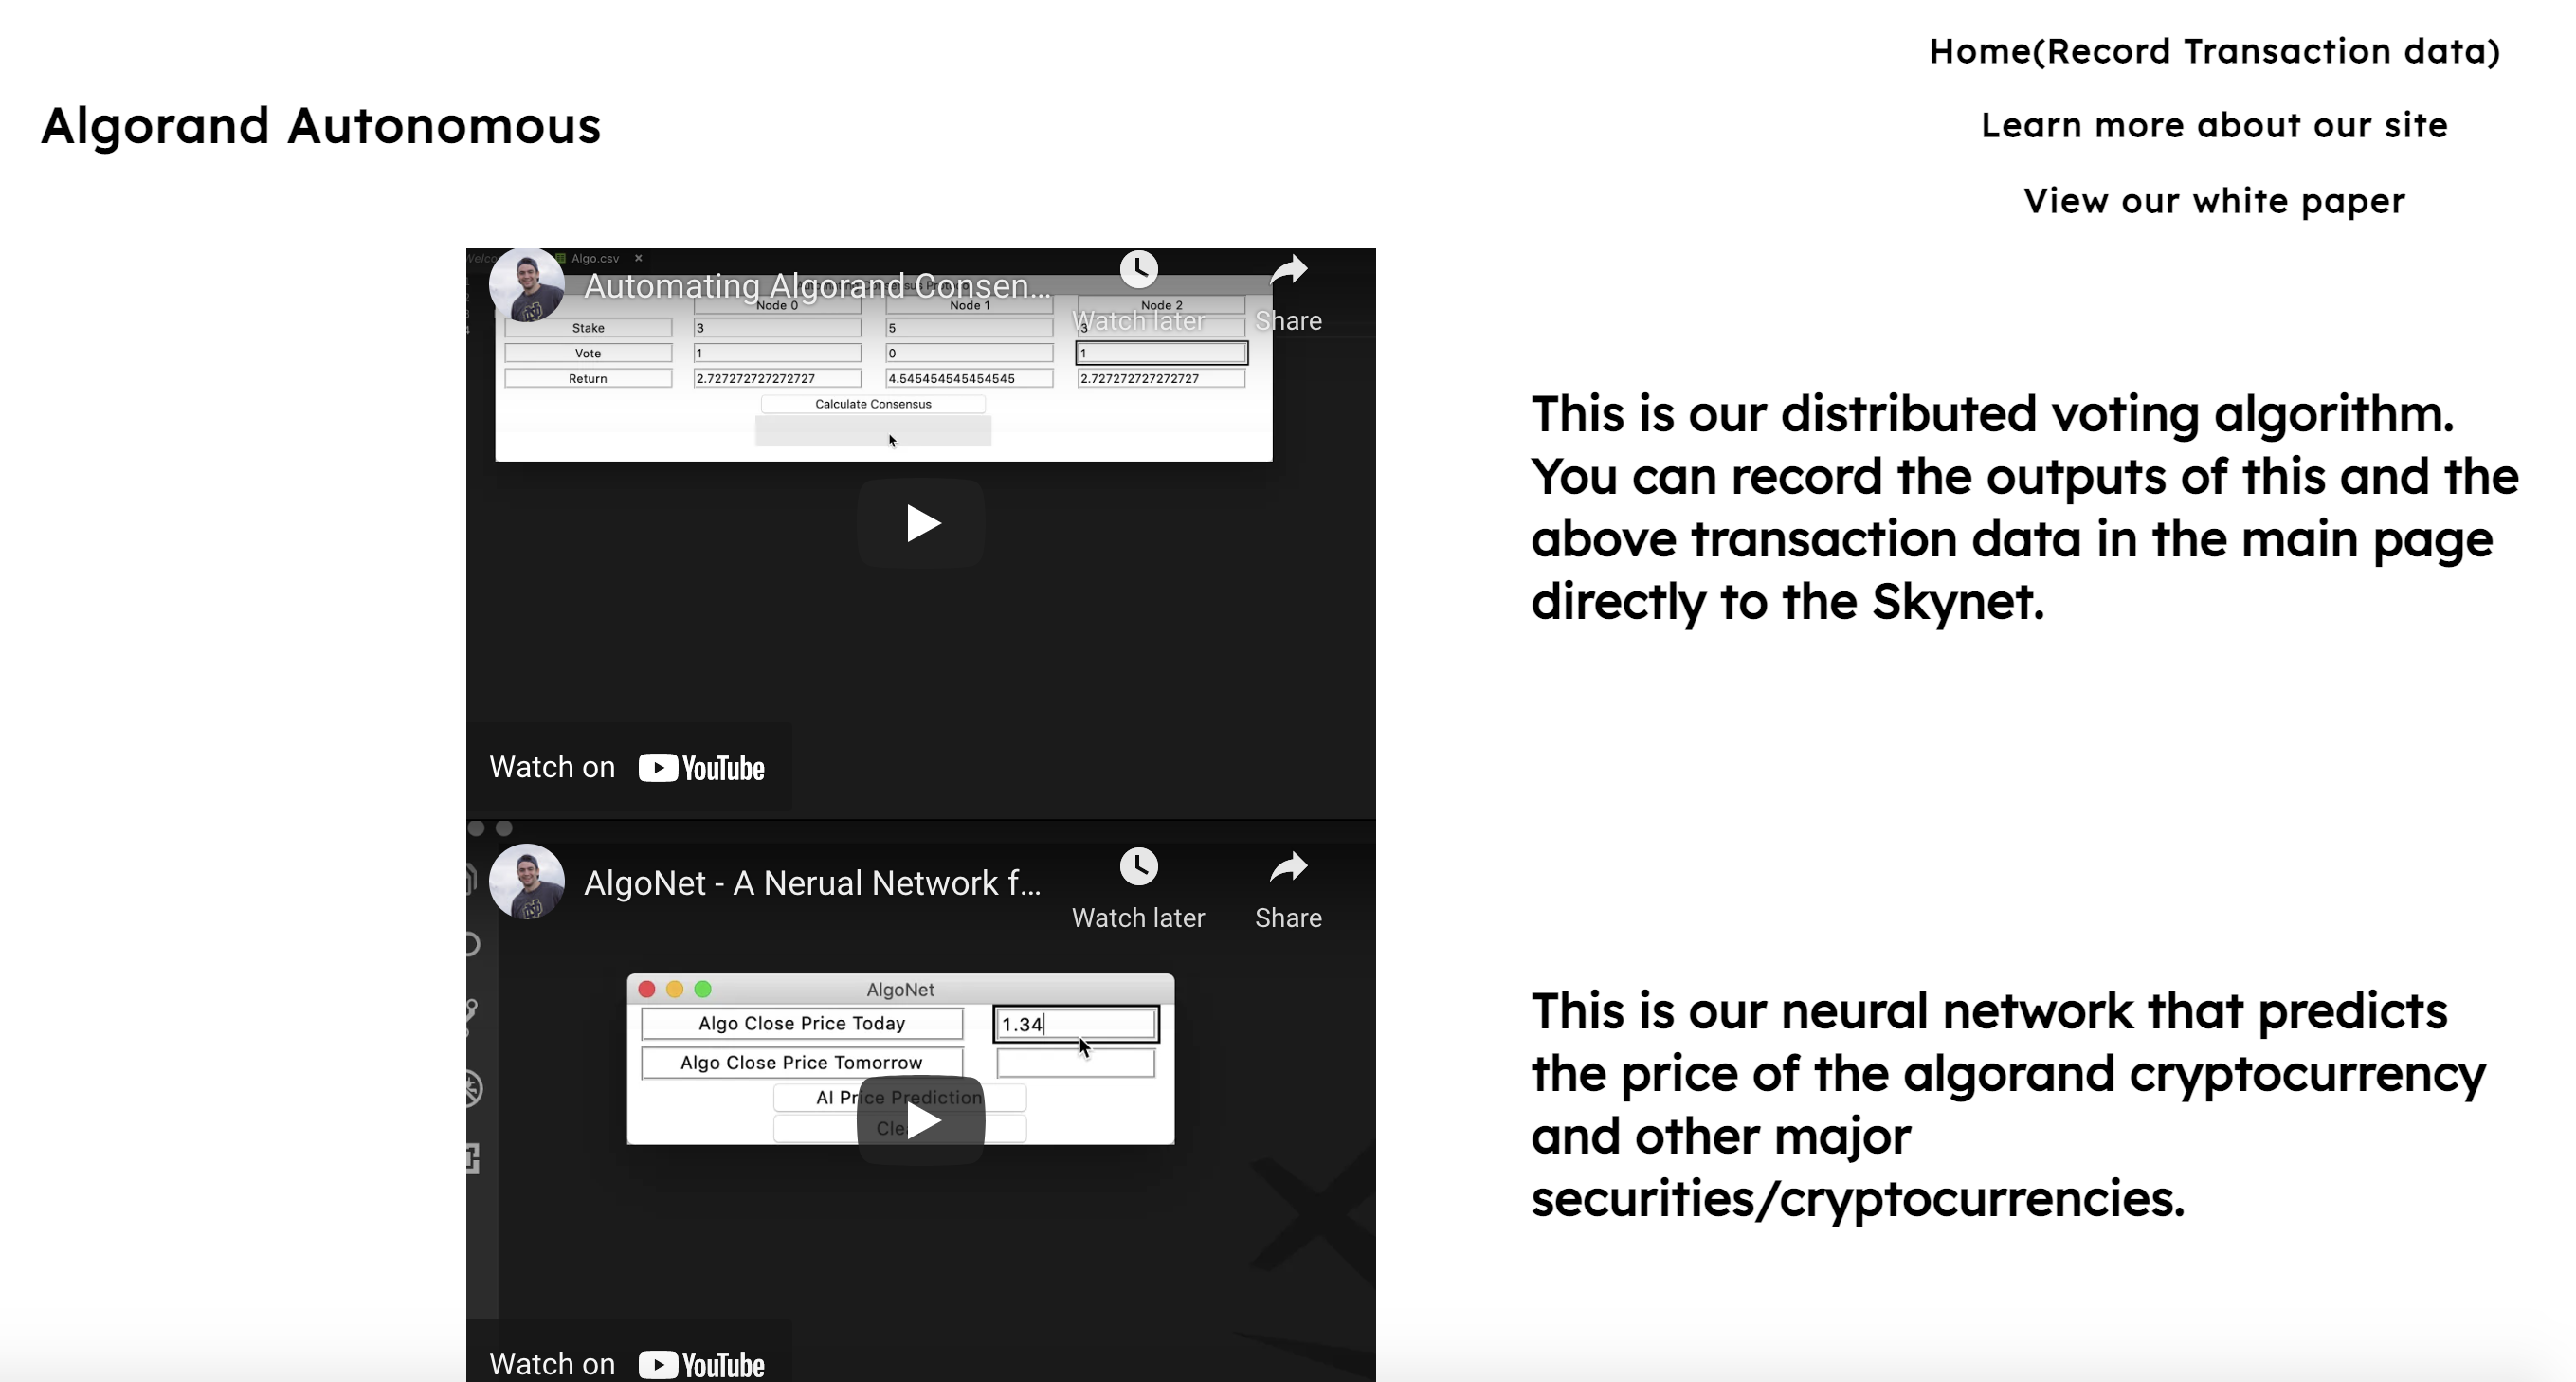 Home(Record Transaction data)
Algorand Autonomous
Learn more about our site
View our white paper
Algo.csv
Automating Algorand Consen...
Watch later
Share
Node 0 Node 1 Node 2
Stake 3 5 3
Vote 1 0 1
Return 2.727272727272727 4.545454545454545 2.727272727272727
Calculate Consensus
Watch on YouTube
This is our distributed voting algorithm.
You can record the outputs of this and the
above transaction data in the main page
directly to the Skynet.
AlgoNet - A Nerual Network f...
Watch later
Share
AlgoNet
Algo Close Price Today 1.34
Algo Close Price Tomorrow
AI Price Prediction
Watch on YouTube
This is our neural network that predicts
the price of the algorand cryptocurrency
and other major
securities/cryptocurrencies.